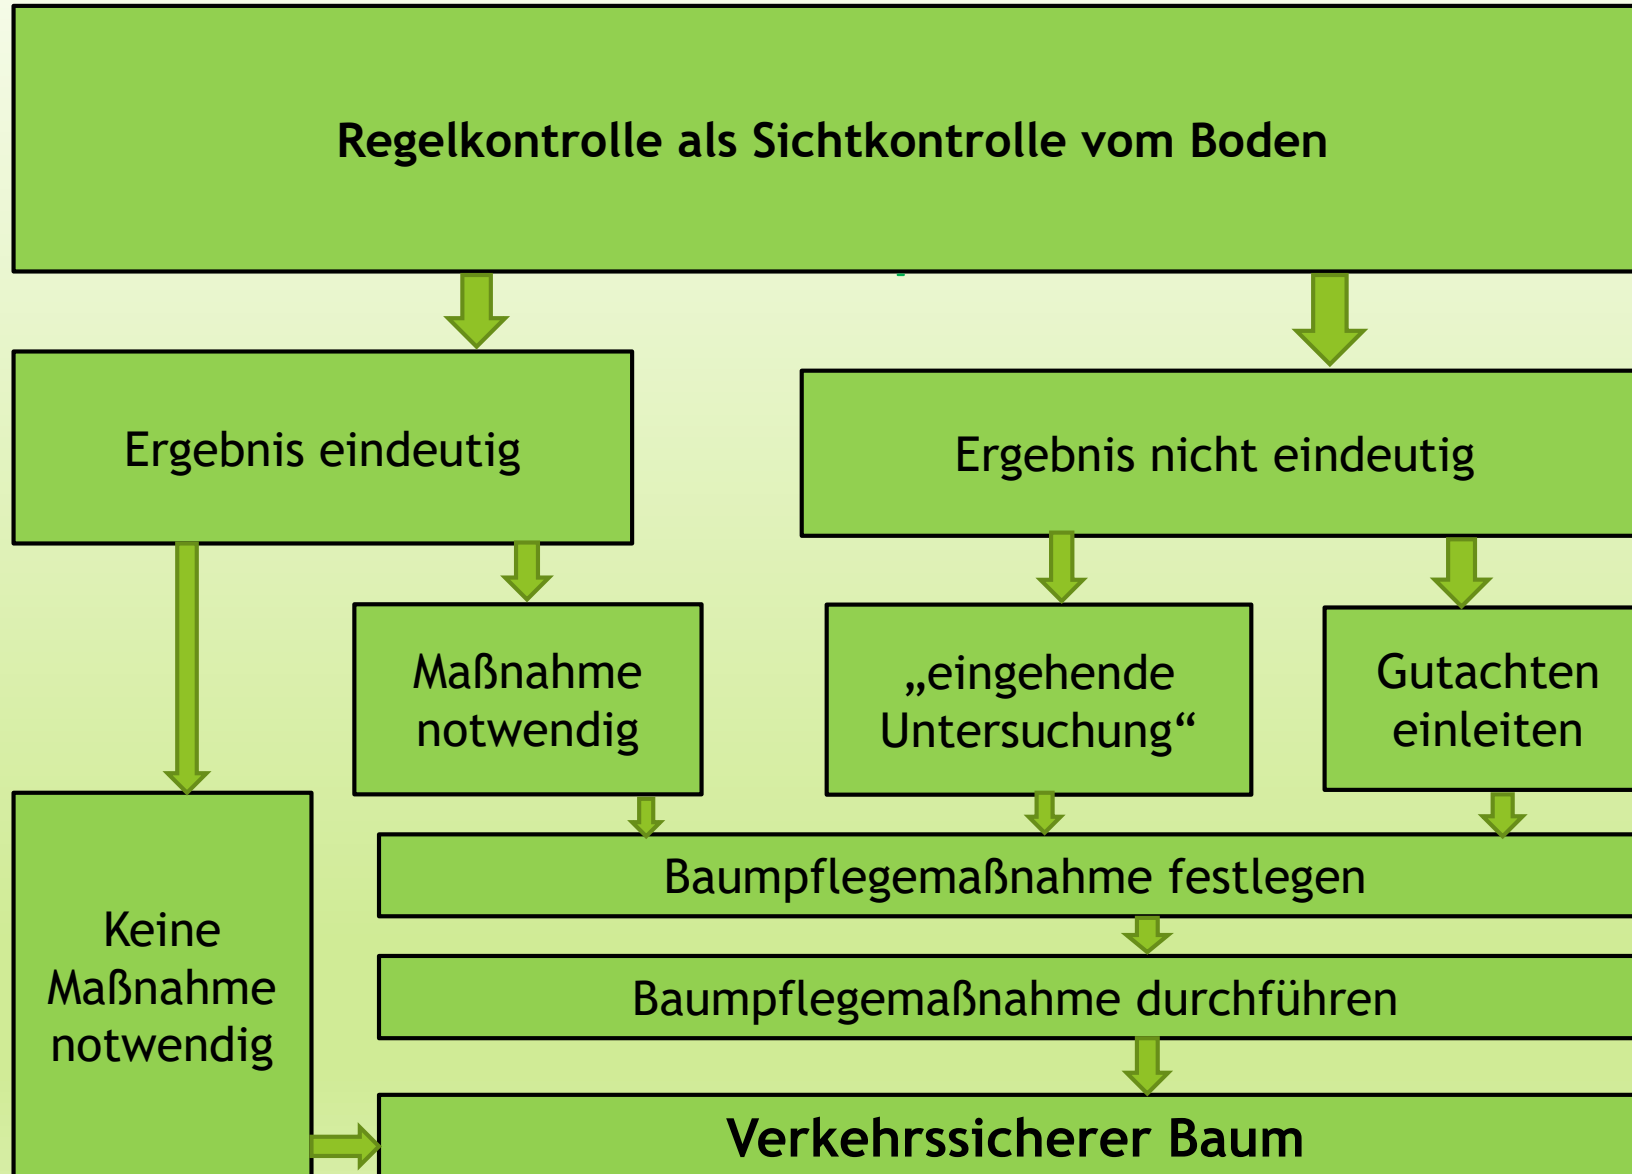 Regelkontrolle als Sichtkontrolle vom Boden
Ergebnis eindeutig
Ergebnis nicht eindeutig
Maßnahme
notwendig
„eingehende
Untersuchung“
Gutachten
einleiten
Keine
Maßnahme
notwendig
Baumpflegemaßnahme festlegen
Baumpflegemaßnahme durchführen
Verkehrssicherer Baum